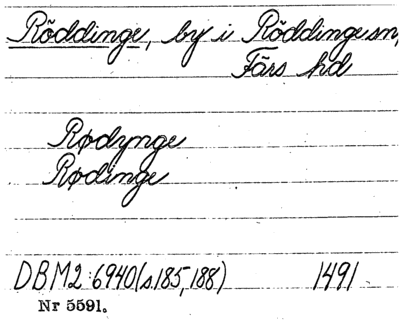 Röddinge, by i Röddinge sn,
Färs hd
Rødynge
Rødinge
DBM2:6940(s.185,188) 1491
Nr 5591.